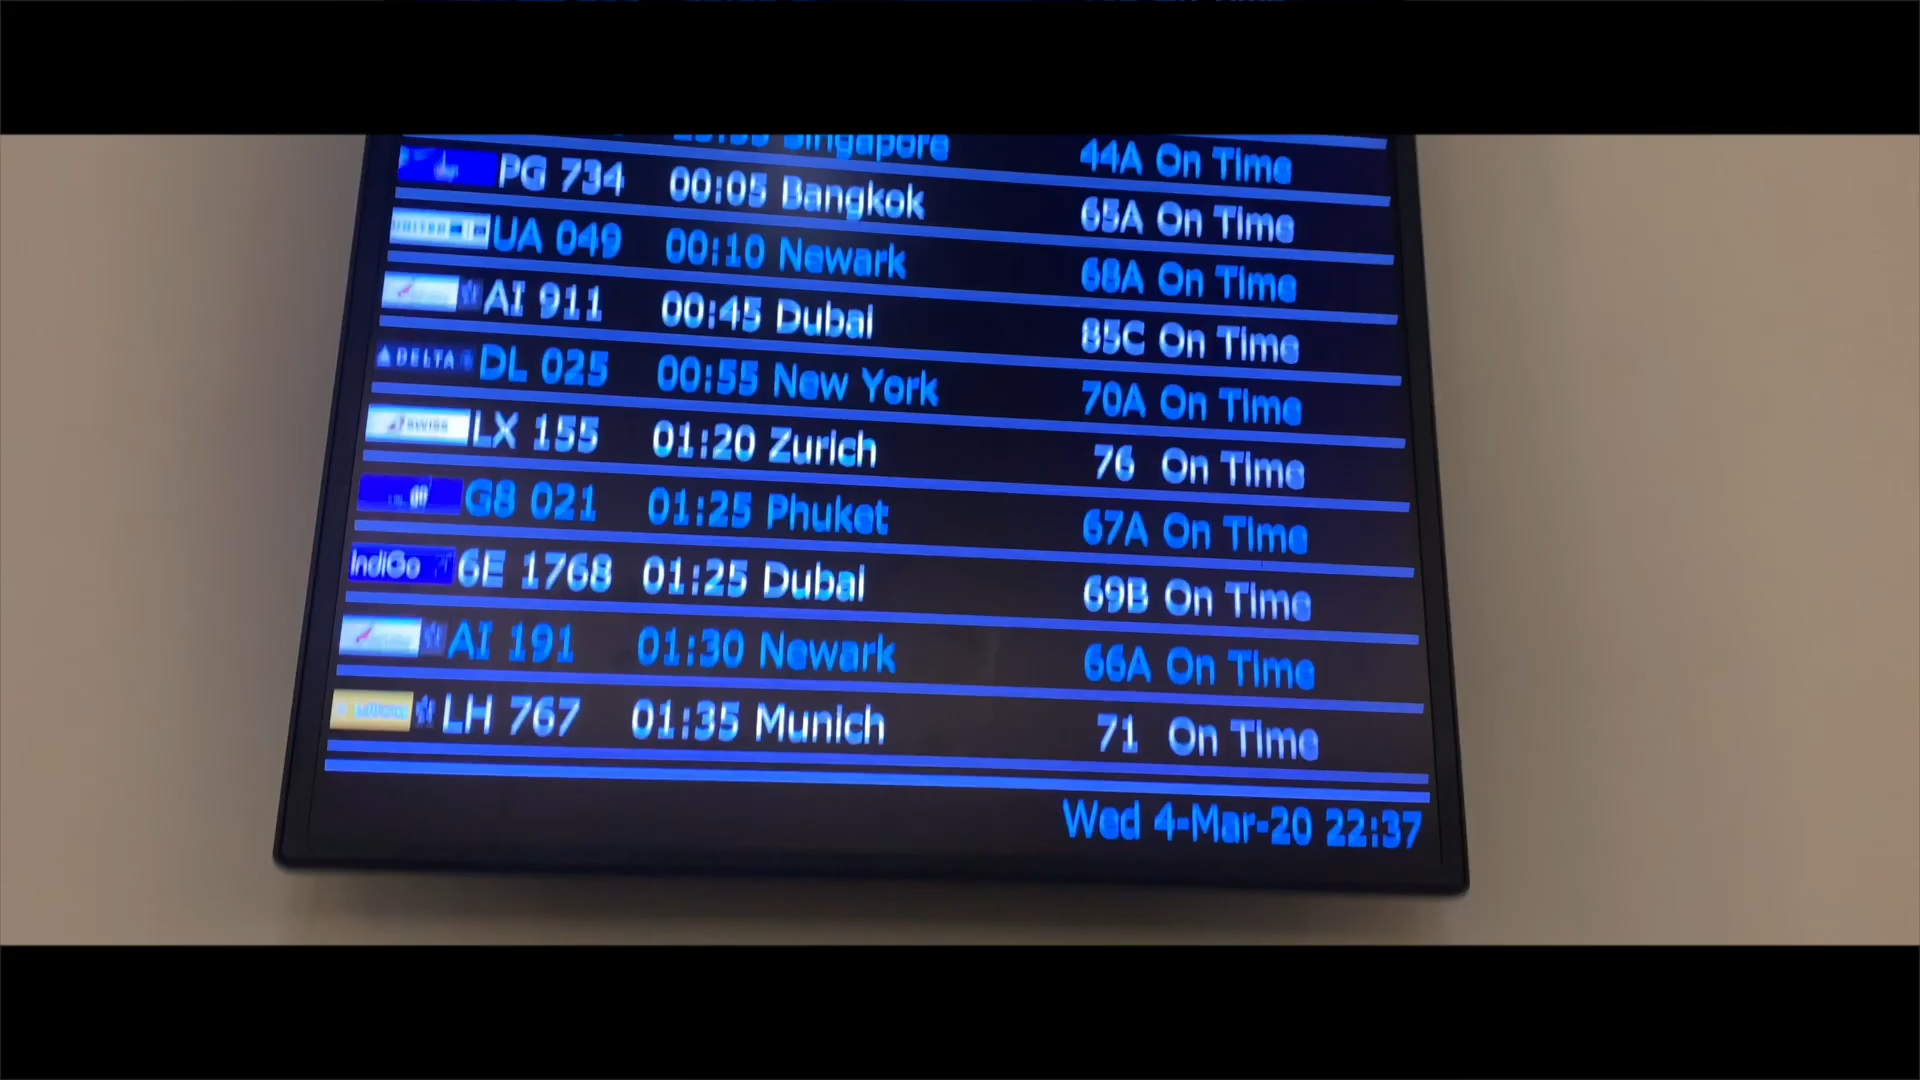 Singapore 44A On Time
PG 734 00:05 Bangkok 65A On Time
UNITED UA 049 00:10 Newark 68A On Time
AI 911 00:45 Dubai 85C On Time
DELTA DL 025 00:55 New York 70A On Time
SWISS LX 155 01:20 Zurich 76 On Time
G8 021 01:25 Phuket 67A On Time
IndiGo 6E 1768 01:25 Dubai 69B On Time
AI 191 01:30 Newark 66A On Time
LH 767 01:35 Munich 71 On Time
Wed 4-Mar-20 22:37